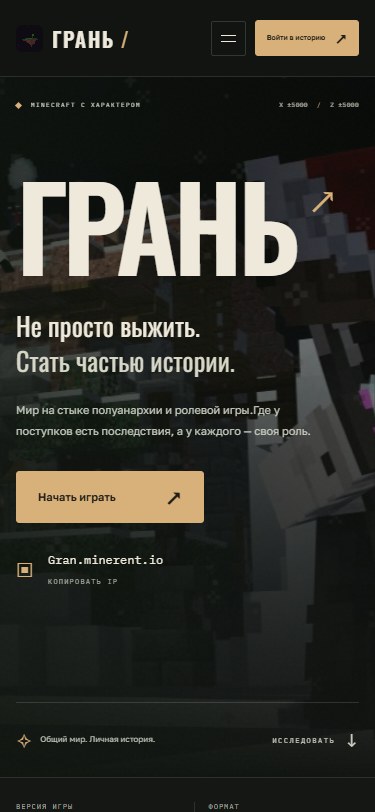 ГРАНЬ /
Войти в историю ↗
MINECRAFT С ХАРАКТЕРОМ
X ±5000 / Z ±5000
ГРАНЬ ↗
Не просто выжить.
Стать частью истории.
Мир на стыке полуанархии и ролевой игры.Где у
поступков есть последствия, а у каждого — своя роль.
Начать играть ↗
Gran.minerent.io
КОПИРОВАТЬ IP
Общий мир. Личная история.
ИССЛЕДОВАТЬ ↓
ВЕРСИЯ ИГРЫ
ФОРМАТ